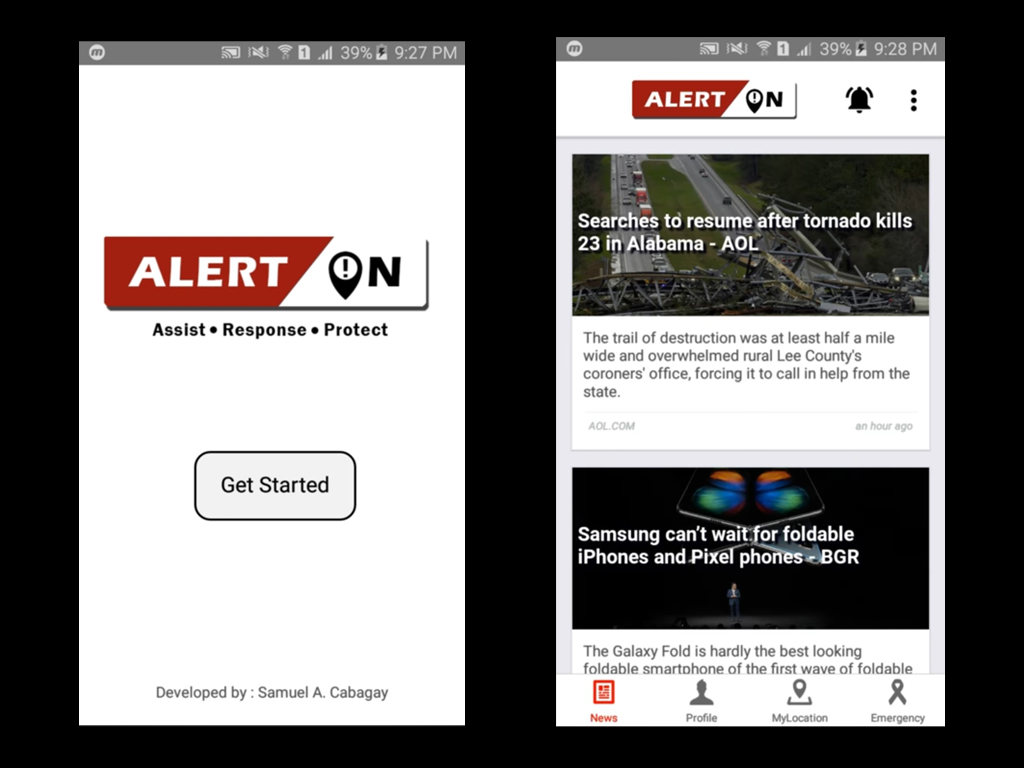 39% 9:27 PM
ALERT ON
Assist • Response • Protect
Get Started
Developed by : Samuel A. Cabagay
39% 9:28 PM
ALERT ON
Searches to resume after tornado kills
23 in Alabama - AOL
The trail of destruction was at least half a mile
wide and overwhelmed rural Lee County's
coroners' office, forcing it to call in help from the
state.
AOL.COM an hour ago
Samsung can't wait for foldable
iPhones and Pixel phones - BGR
The Galaxy Fold is hardly the best looking
foldable smartphone of the first wave of foldable
News Profile MyLocation Emergency